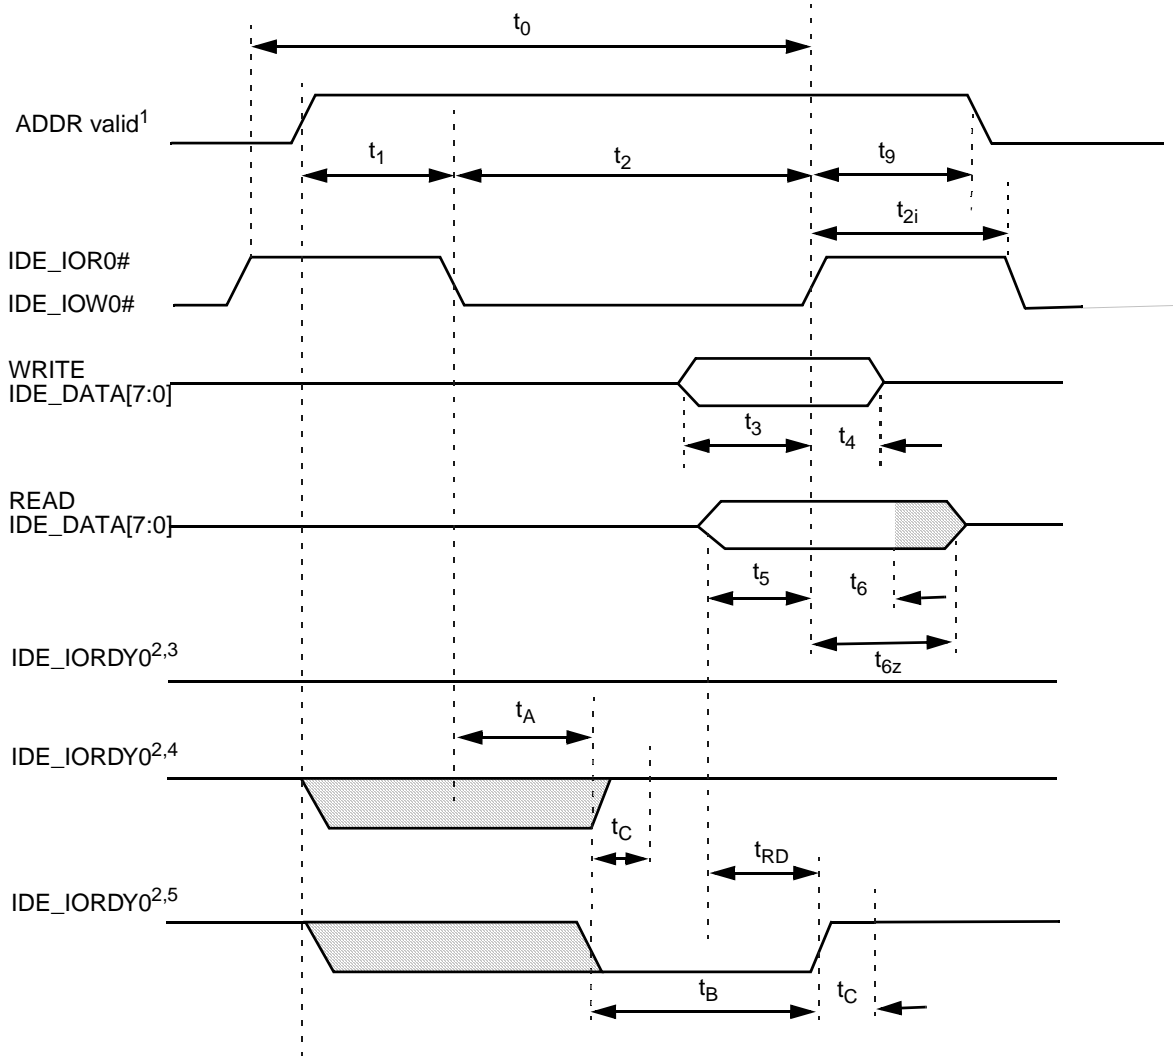 t0
ADDR valid1
t1
t2
t9
t2i
IDE_IOR0#
IDE_IOW0#
WRITE
IDE_DATA[7:0]
t3
t4
READ
IDE_DATA[7:0]
t5
t6
IDE_IORDY02,3
t6z
tA
IDE_IORDY02,4
tC
tRD
IDE_IORDY02,5
tB
tC